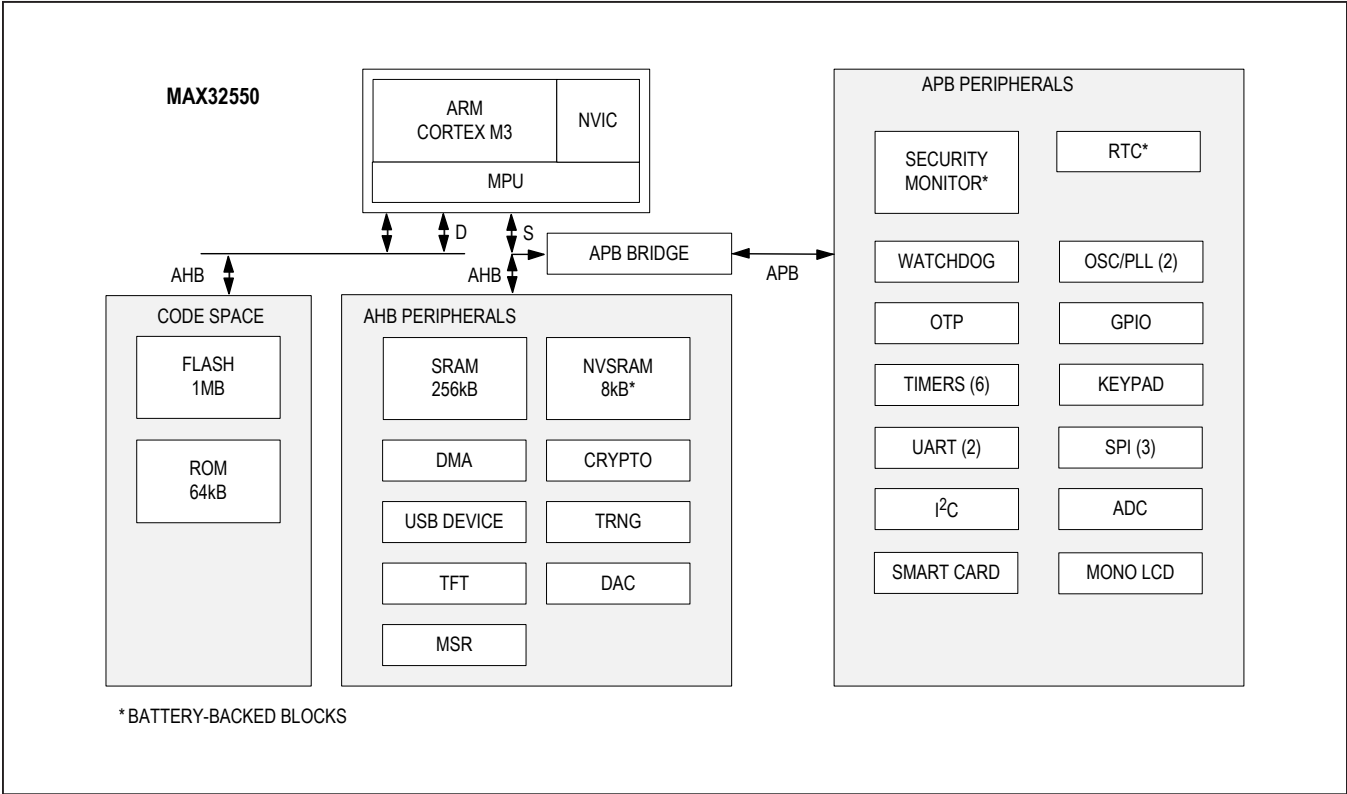 MAX32550
ARM
CORTEX M3
NVIC
MPU
D
S
AHB
AHB
APB BRIDGE
APB
CODE SPACE
FLASH
1MB
ROM
64kB
AHB PERIPHERALS
SRAM
256kB
NVSRAM
8kB*
DMA
CRYPTO
USB DEVICE
TRNG
TFT
DAC
MSR
APB PERIPHERALS
SECURITY
MONITOR*
RTC*
WATCHDOG
OSC/PLL (2)
OTP
GPIO
TIMERS (6)
KEYPAD
UART (2)
SPI (3)
I²C
ADC
SMART CARD
MONO LCD
* BATTERY-BACKED BLOCKS